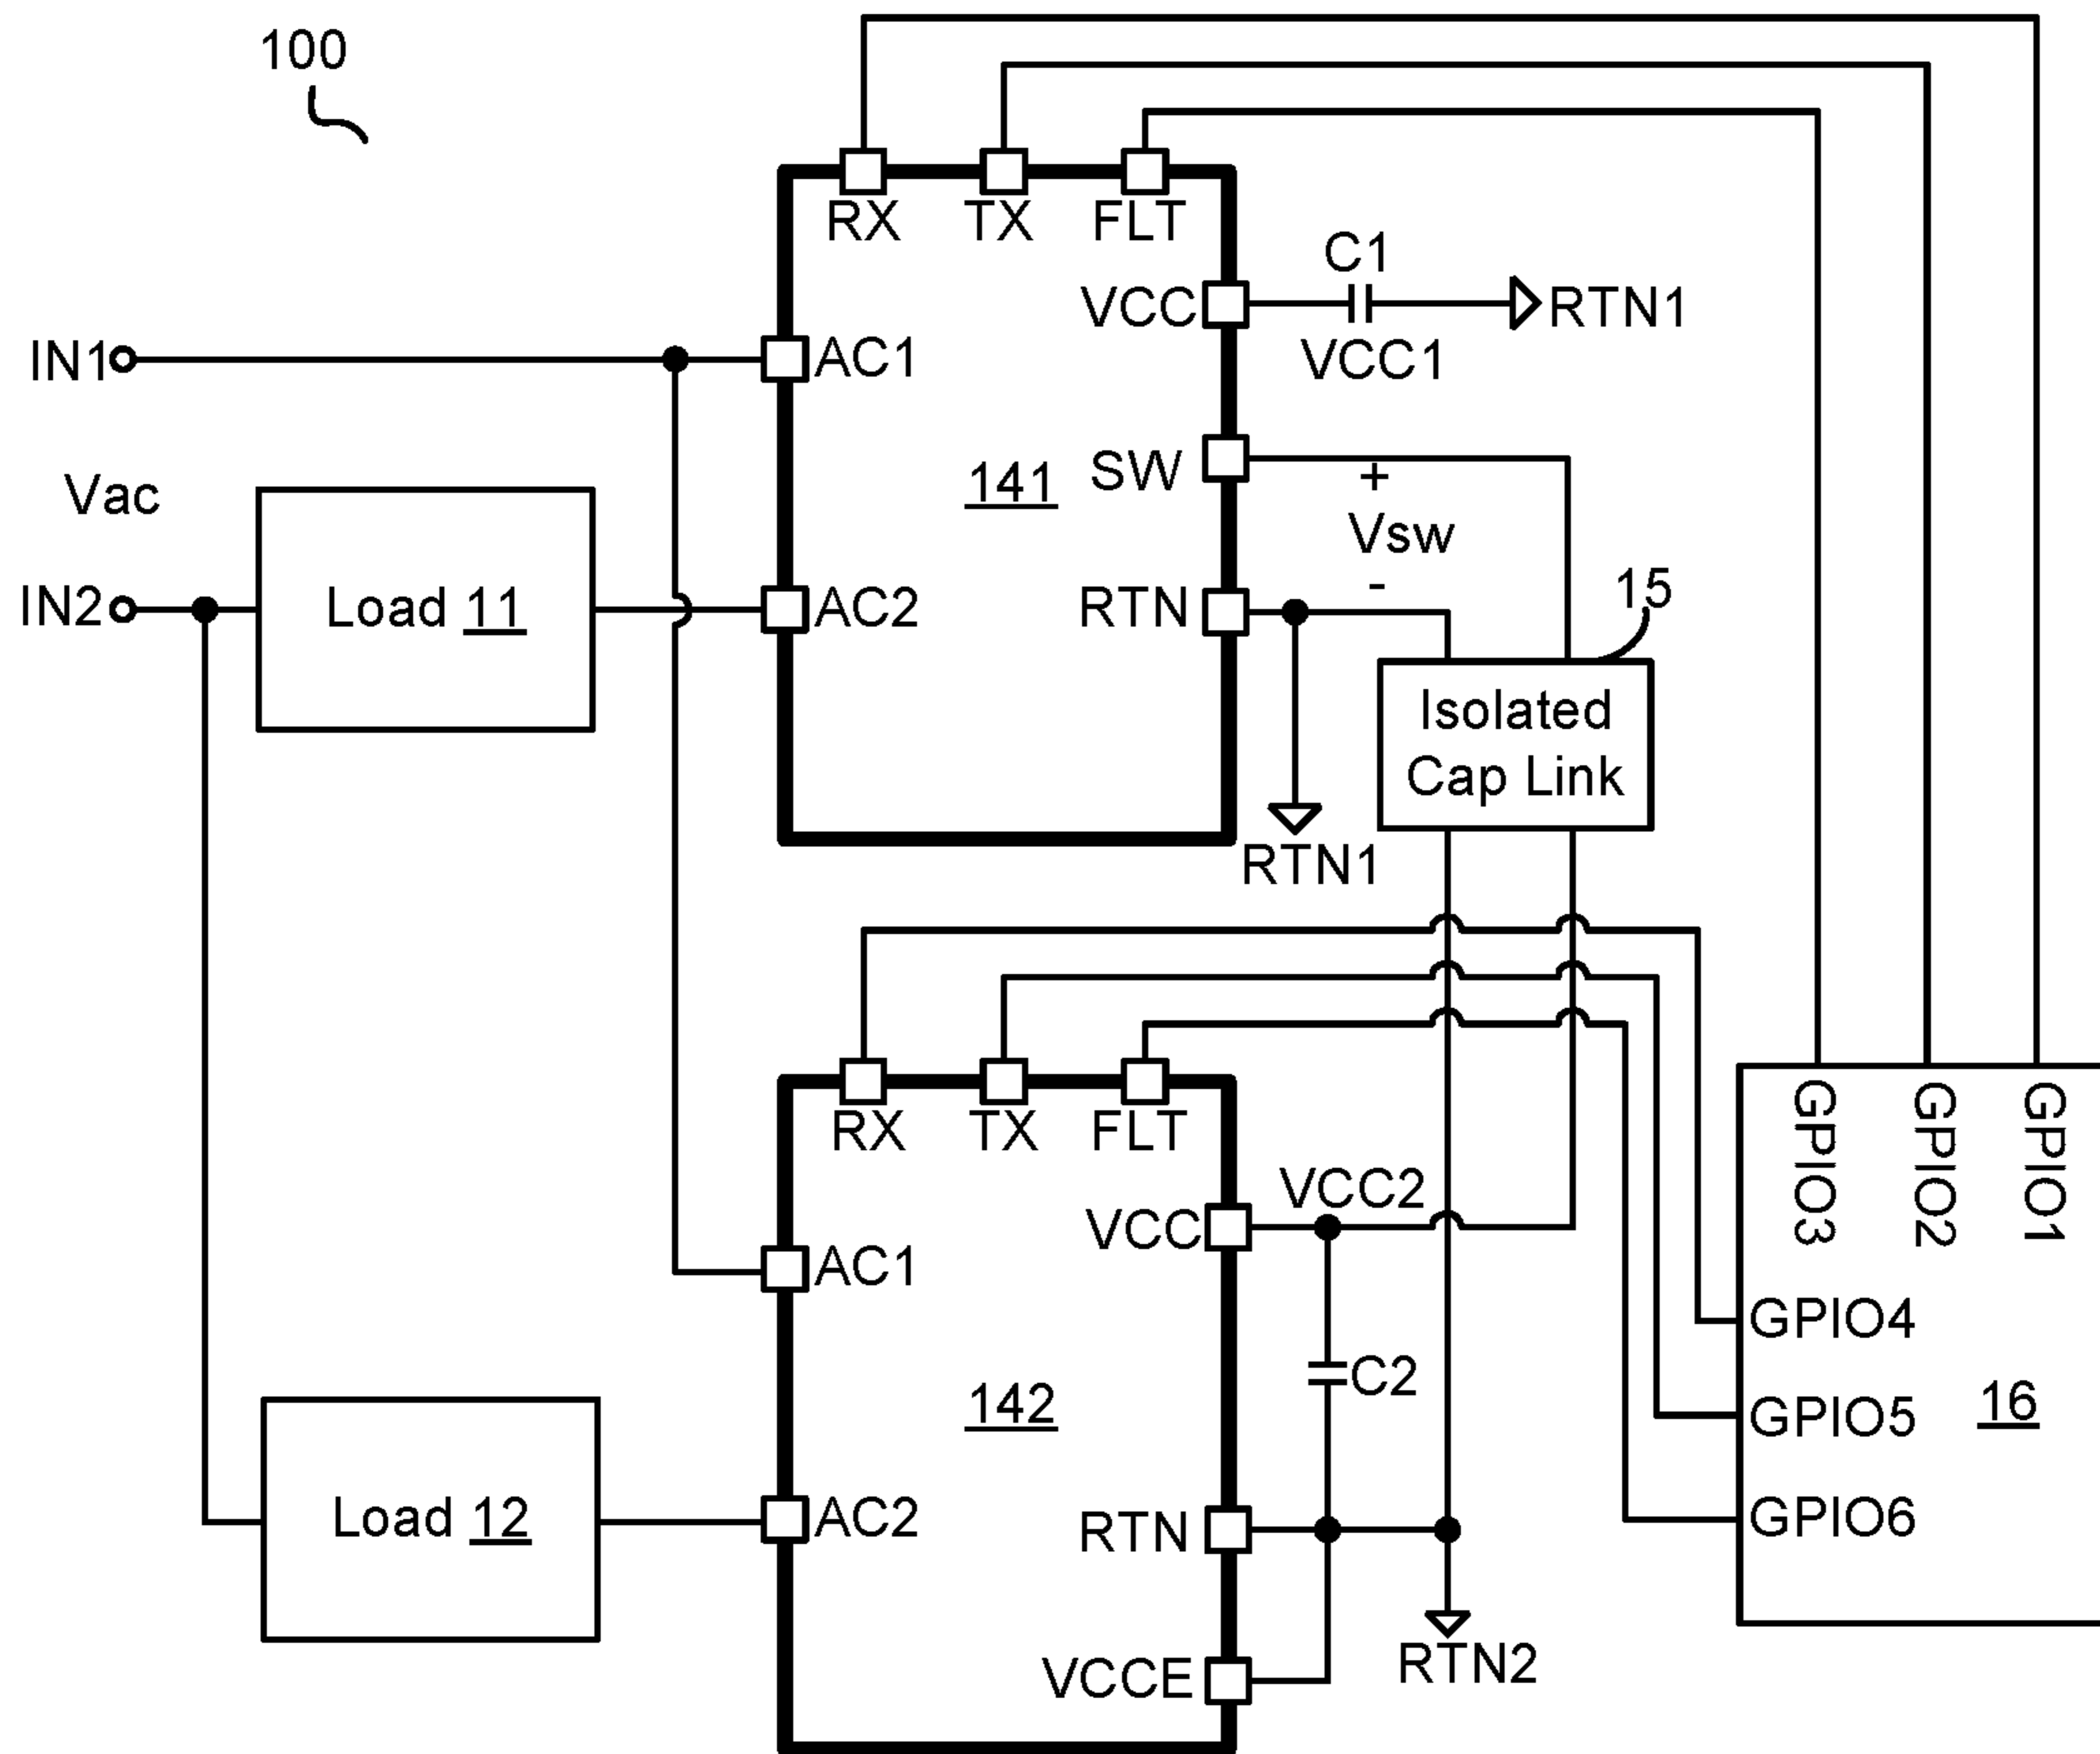 100
RX TX FLT
C1
VCC
RTN1
VCC1
IN1
AC1
Vac
141
SW
+
Vsw
-
IN2
Load 11
AC2
RTN
15
Isolated
Cap Link
RTN1
RX TX FLT
GPIO3
GPIO2
GPIO1
VCC2
VCC
AC1
GPIO4
142
C2
GPIO5
16
Load 12
AC2
RTN
GPIO6
VCCE
RTN2